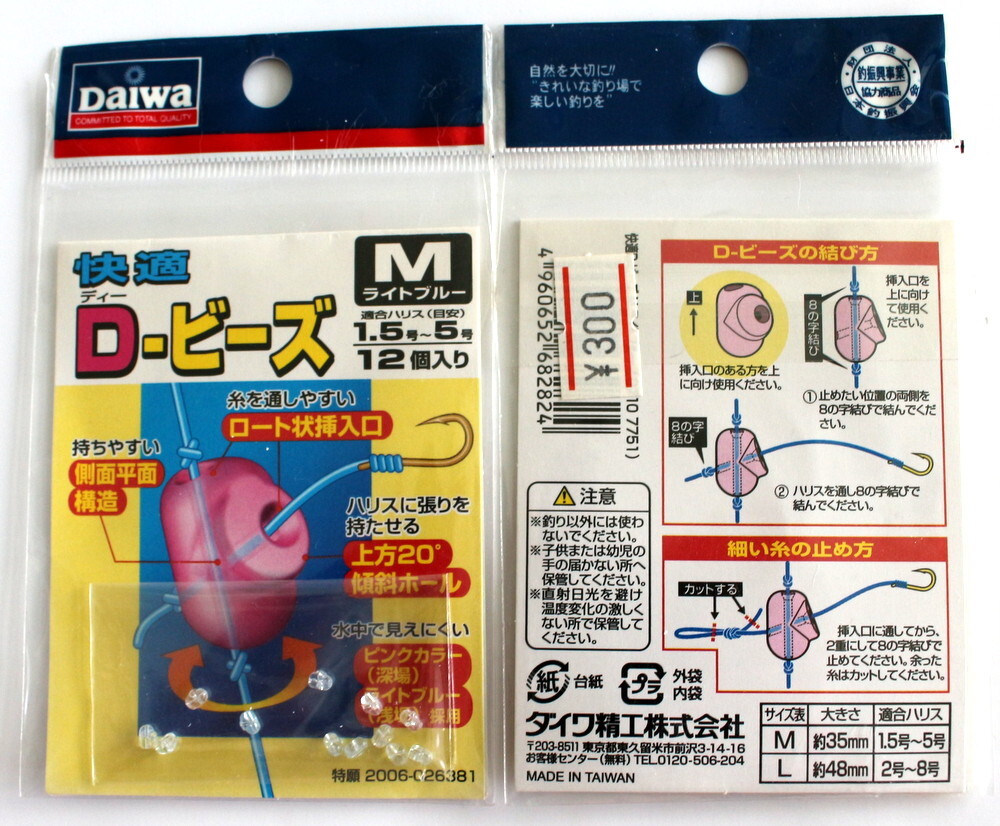 Daiwa
COMMITTED TO TOTAL QUALITY
快適
ディー
D-ビーズ
M
ライトブルー
適合ハリス(目安)
1.5号〜5号
12個入り
糸を通しやすい
ロート状挿入口
持ちやすい
側面平面
構造
ハリスに張りを
持たせる
上方20°
傾斜ホール
水中で見えにくい
ピンクカラー
(深場)
ライトブルー
(浅場)採用
特願 2006-026381
自然を大切に!!
"きれいな釣り場で
楽しい釣りを"
財団法人
釣振興事業
協力商品
日本釣振興会
4 960652 682824
¥300
10 7751)
D-ビーズの結び方
上
挿入口のある方を上
に向け使用ください。
8の字結び
挿入口を
上に向け
て使用く
ださい。
①止めたい位置の両側を
8の字結びで結んでくだ
さい。
8の字
結び
② ハリスを通し8の字結びで
結んでください。
細い糸の止め方
カットする
挿入口に通してから、
2重にして8の字結びで
止めてください。余った
糸はカットしてください。
注意
※釣り以外には使わ
ないでください。
※子供または幼児の
手の届かない所へ
保管してください。
※直射日光を避け
温度変化の激しく
ない所で保管して
ください。
紙 台紙
プラ 外袋
内袋
ダイワ精工株式会社
〒203-8511 東京都東久留米市前沢3-14-16
お客様センター(無料) TEL.0120-506-204
MADE IN TAIWAN
サイズ表 大きさ 適合ハリス
M 約35mm 1.5号〜5号
L 約48mm 2号〜8号